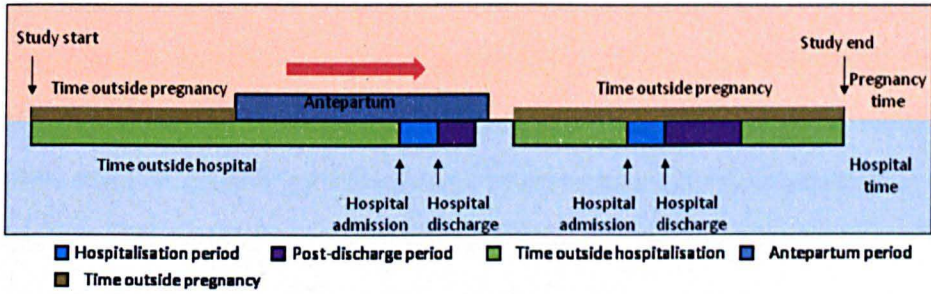 Study start
Study end
Time outside pregnancy
Time outside pregnancy
Pregnancy
time
Antepartum
Time outside hospital
Hospital
time
Hospital
admission
Hospital
discharge
Hospital
admission
Hospital
discharge
Hospitalisation period
Post-discharge period
Time outside hospitalisation
Antepartum period
Time outside pregnancy